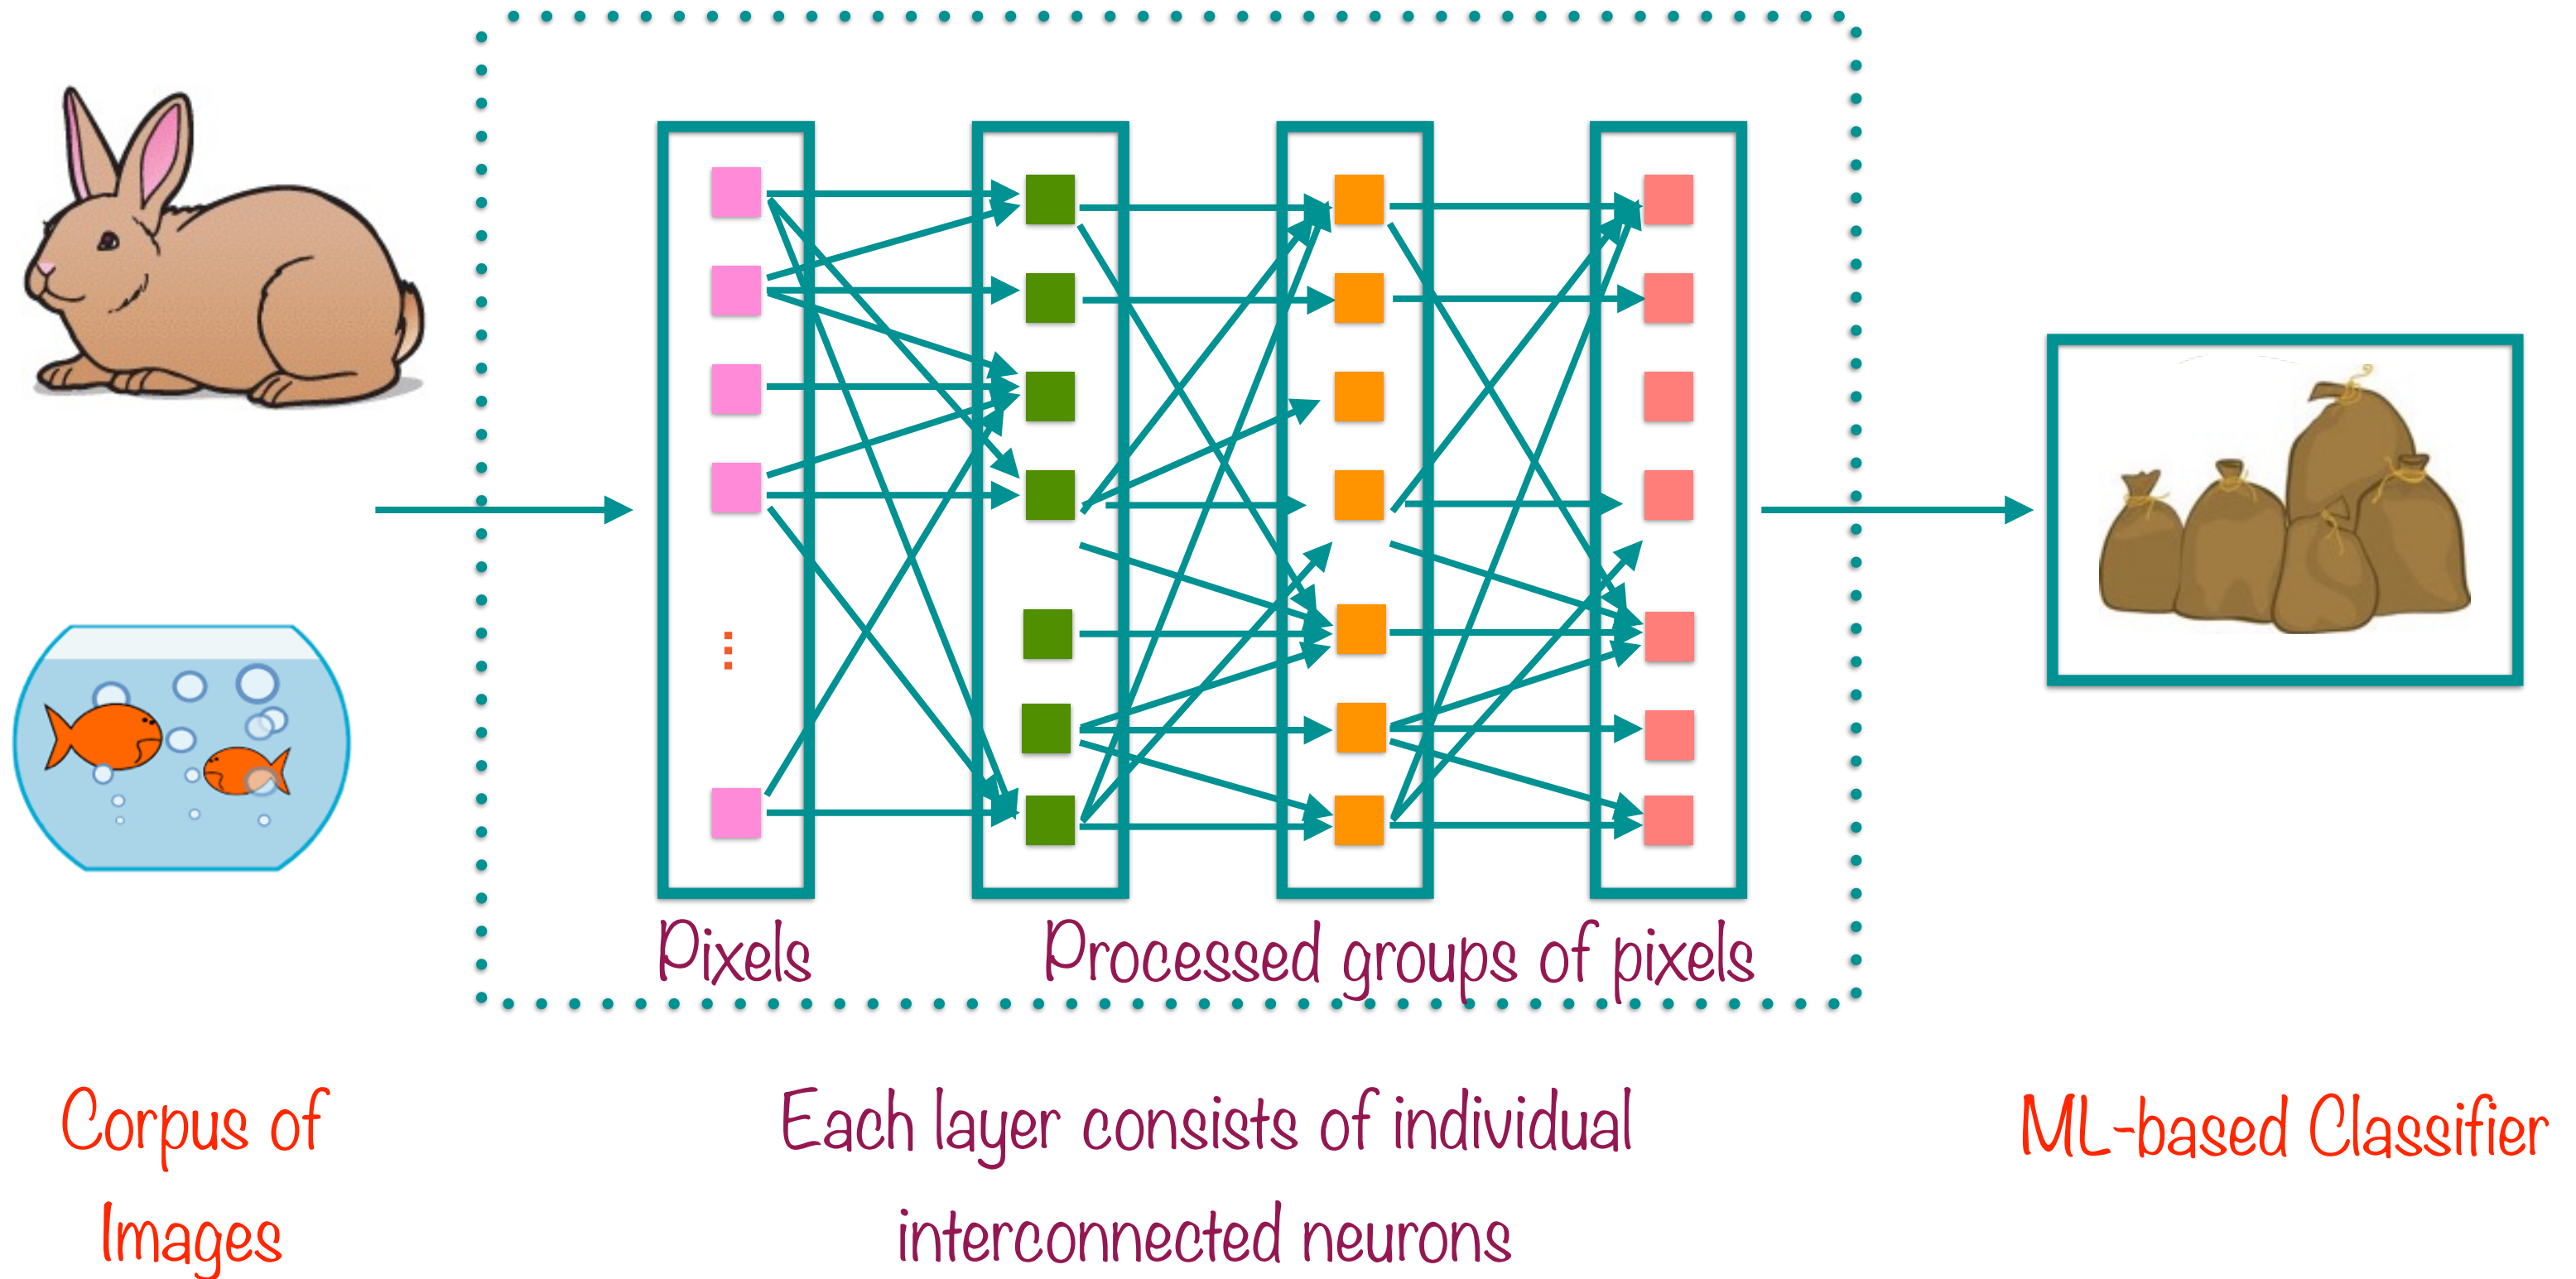 Pixels
Processed groups of pixels
Corpus of
Images
Each layer consists of individual
interconnected neurons
ML-based Classifier